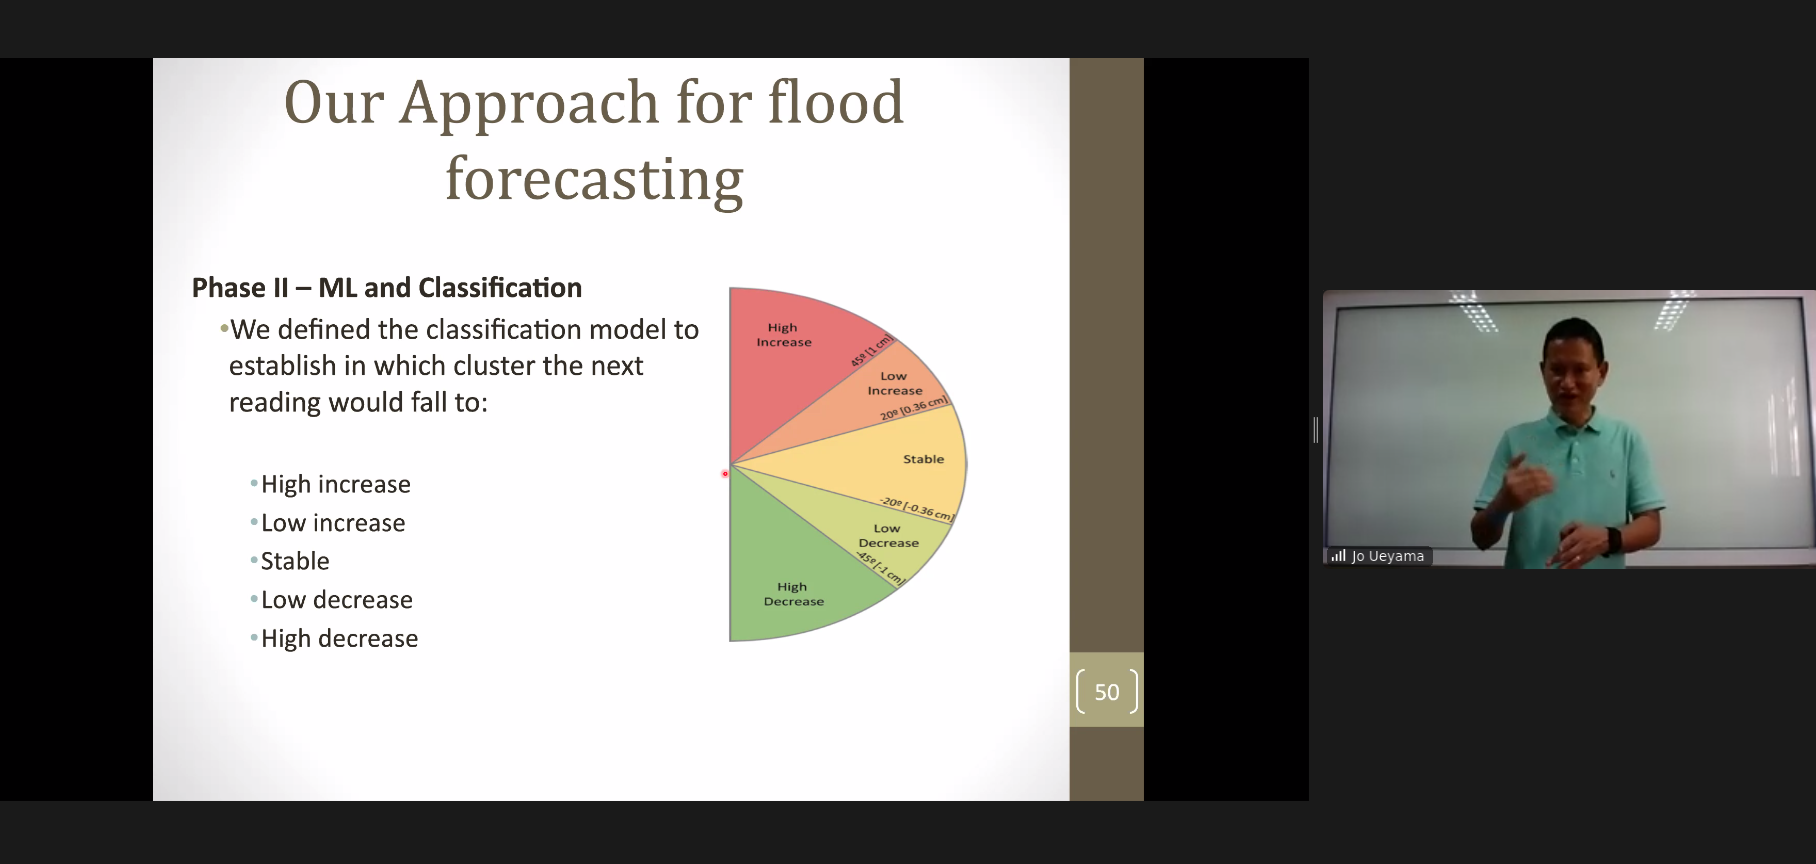 Our Approach for flood
forecasting
Phase II – ML and Classification
•We defined the classification model to
establish in which cluster the next
reading would fall to:
•High increase
•Low increase
•Stable
•Low decrease
•High decrease
High
Increase
45º [1 cm]
Low
Increase
20º [0.36 cm]
Stable
-20º [-0.36 cm]
Low
Decrease
-45º [-1 cm]
High
Decrease
50
Jo Ueyama